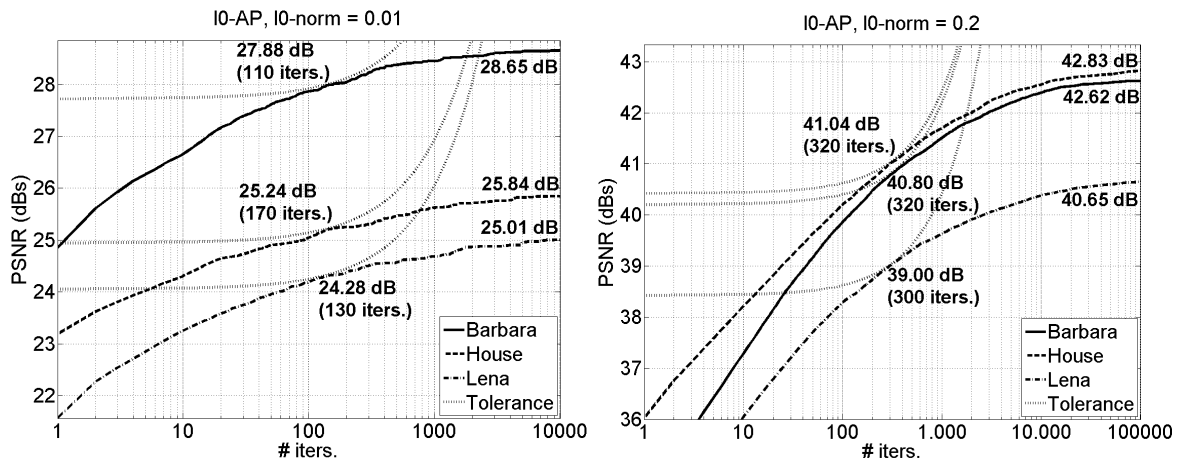 l0-AP, l0-norm = 0.01
27.88 dB
(110 iters.)
28.65 dB
25.24 dB
(170 iters.)
25.84 dB
25.01 dB
24.28 dB
(130 iters.)
PSNR (dBs)
28
27
26
25
24
23
22
Barbara
House
Lena
Tolerance
1
10
100
1000
10000
# iters.
l0-AP, l0-norm = 0.2
42.83 dB
42.62 dB
41.04 dB
(320 iters.)
40.80 dB
(320 iters.)
40.65 dB
39.00 dB
(300 iters.)
PSNR (dBs)
43
42
41
40
39
38
37
36
Barbara
House
Lena
Tolerance
1
10
100
1.000
10.000
100000
# iters.